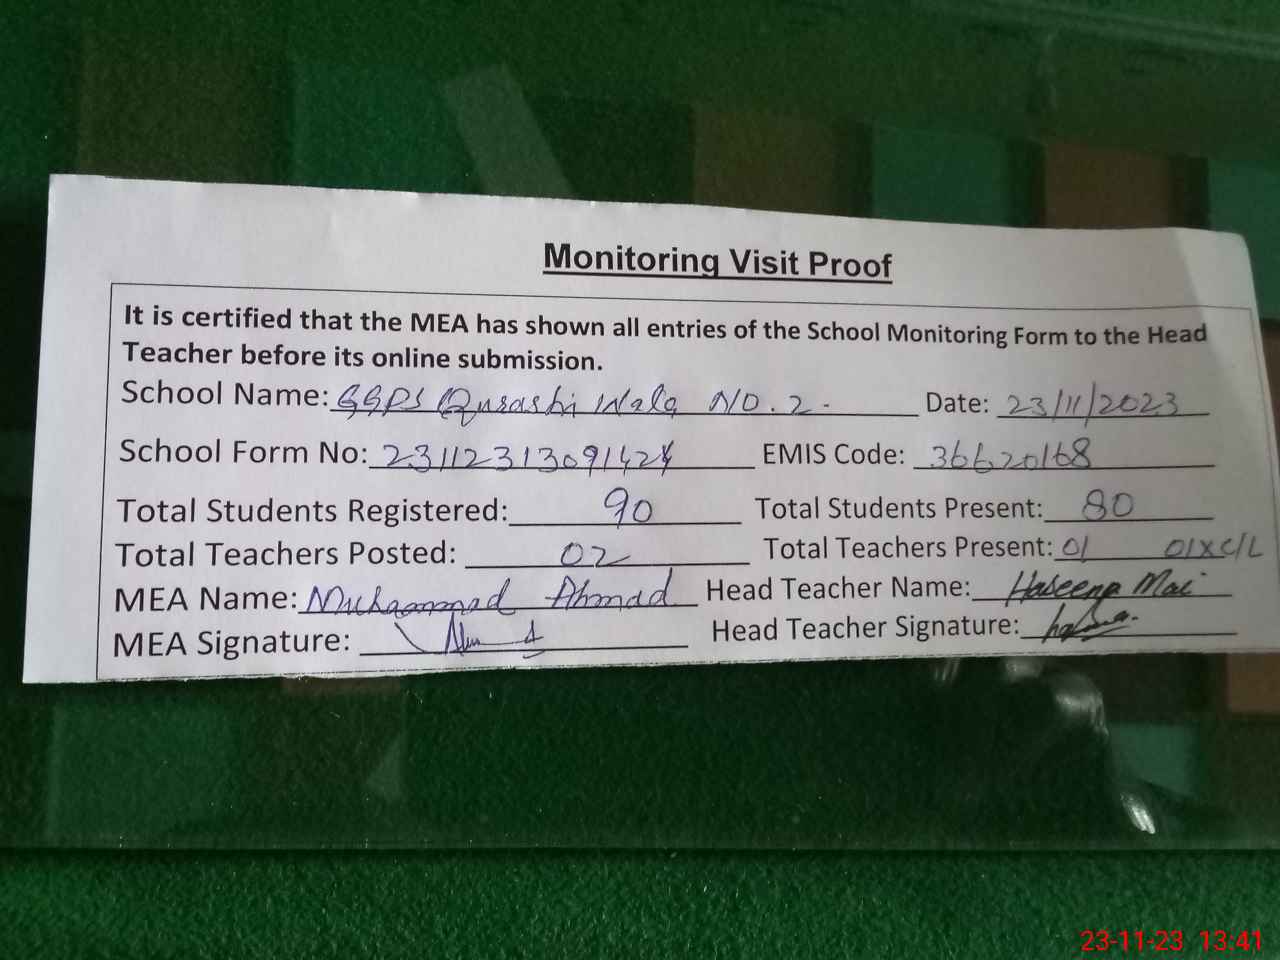 Monitoring Visit Proof
It is certified that the MEA has shown all entries of the School Monitoring Form to the Head
Teacher before its online submission.
School Name: GGPS Qurashi Wala NO. 2 - Date: 23/11/2023
School Form No: EMIS Code: 36620168
Total Students Registered: 90 Total Students Present: 80
Total Teachers Posted: 02 Total Teachers Present: 01 01xC/L
MEA Name: Muhammad Ahmad Head Teacher Name: Haseena Mai
MEA Signature: Head Teacher Signature:
23-11-23 13:41